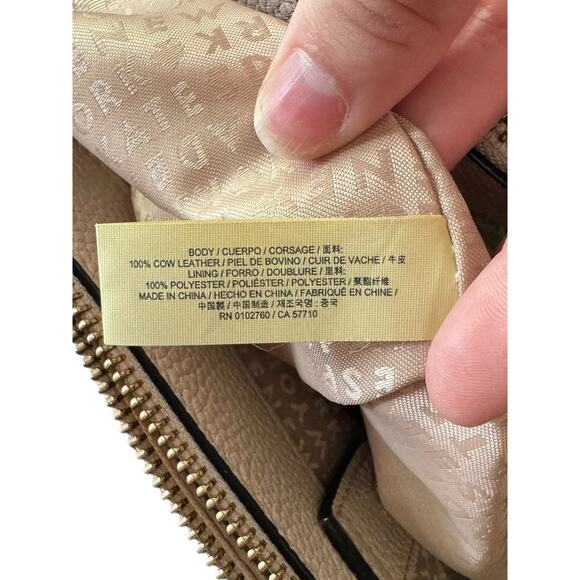 BODY / CUERPO / CORSAGE / 面料:
100% COW LEATHER / PIEL DE BOVINO / CUIR DE VACHE / 牛皮
LINING / FORRO / DOUBLURE / 里料:
100% POLYESTER / POLIÉSTER / POLYESTER / 聚酯纤维
MADE IN CHINA / HECHO EN CHINA / FABRIQUÉ EN CHINE /
中国製 / 中国制造 / 제조국명 : 중국
RN 0102760 / CA 57710